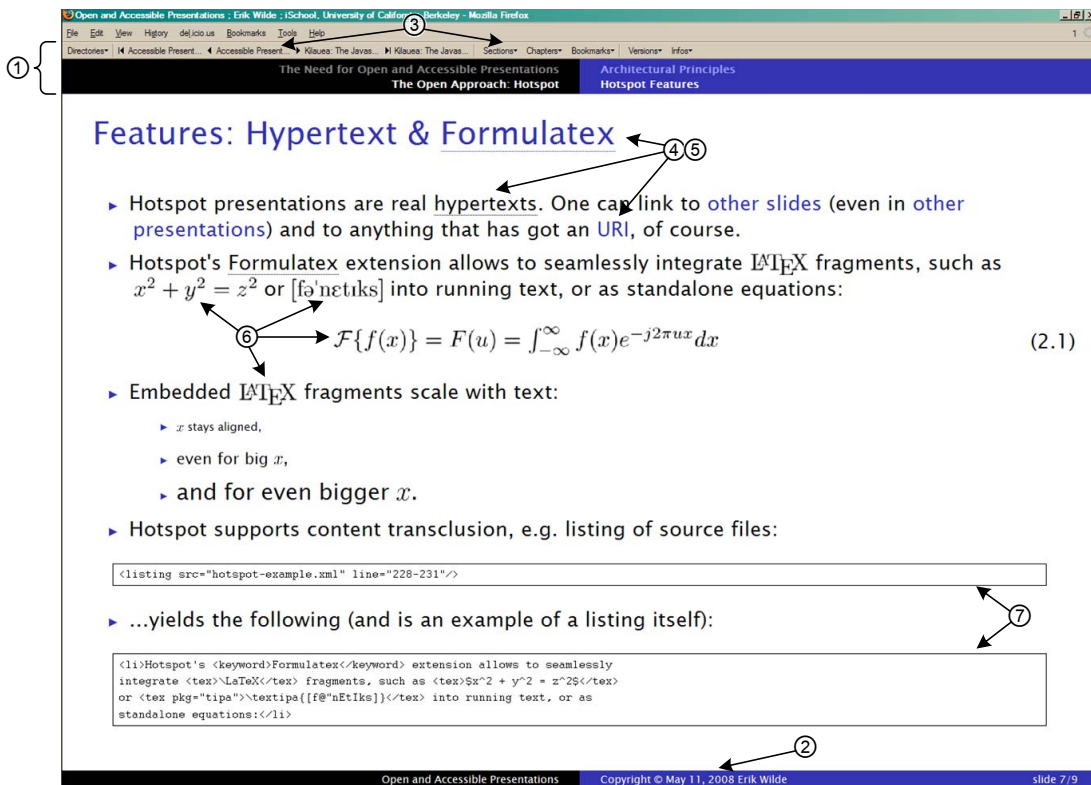 Open and Accessible Presentations ; Erik Wilde ; iSchool, University of California, Berkeley - Mozilla Firefox
File Edit View History del.icio.us Bookmarks Tools Help 1
③
Directories Accessible Present... Accessible Present... Kilauea: The Javas... Kilauea: The Javas... Sections Chapters Bookmarks Versions Infos
①
The Need for Open and Accessible Presentations Architectural Principles
The Open Approach: Hotspot Hotspot Features
Features: Hypertext & Formulatex
④⑤
► Hotspot presentations are real hypertexts. One can link to other slides (even in other
presentations) and to anything that has got an URI, of course.
► Hotspot's Formulatex extension allows to seamlessly integrate LATEX fragments, such as
x² + y² = z² or [fəˈnɛtɪks] into running text, or as standalone equations:
⑥
ℱ{f(x)} = F(u) = ∫_{-∞}^{∞} f(x)e^{-j2πux}dx (2.1)
► Embedded LATEX fragments scale with text:
► x stays aligned,
► even for big x,
► and for even bigger x.
► Hotspot supports content transclusion, e.g. listing of source files:
<listing src="hotspot-example.xml" line="228-231"/>
⑦
► ...yields the following (and is an example of a listing itself):
<li>Hotspot's <keyword>Formulatex</keyword> extension allows to seamlessly
integrate <tex>\LaTeX</tex> fragments, such as <tex>$x^2 + y^2 = z^2$</tex>
or <tex pkg="tipa">\textipa{[f@"nEtIks]}</tex> into running text, or as
standalone equations:</li>
②
Open and Accessible Presentations Copyright © May 11, 2008 Erik Wilde slide 7/9